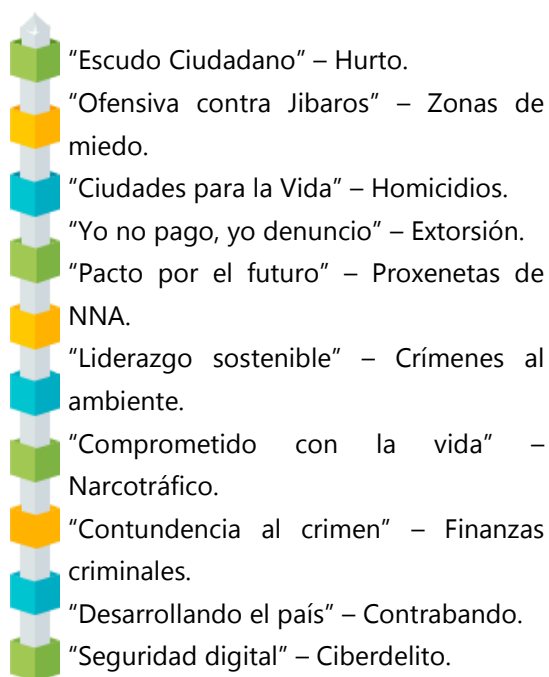 “Escudo Ciudadano” – Hurto.
“Ofensiva contra Jibaros” – Zonas de
miedo.
“Ciudades para la Vida” – Homicidios.
“Yo no pago, yo denuncio” – Extorsión.
“Pacto por el futuro” – Proxenetas de
NNA.
“Liderazgo sostenible” – Crímenes al
ambiente.
“Comprometido con la vida” –
Narcotráfico.
“Contundencia al crimen” – Finanzas
criminales.
“Desarrollando el país” – Contrabando.
“Seguridad digital” – Ciberdelito.